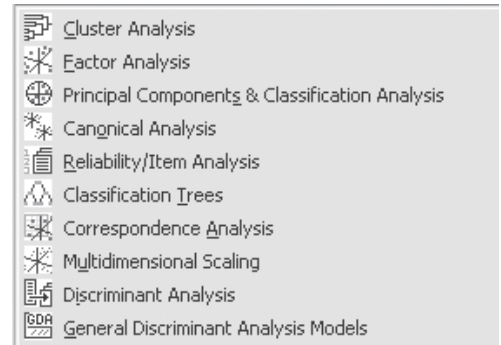 Cluster Analysis
Factor Analysis
Principal Components & Classification Analysis
Canonical Analysis
Reliability/Item Analysis
Classification Trees
Correspondence Analysis
Multidimensional Scaling
Discriminant Analysis
GDA General Discriminant Analysis Models